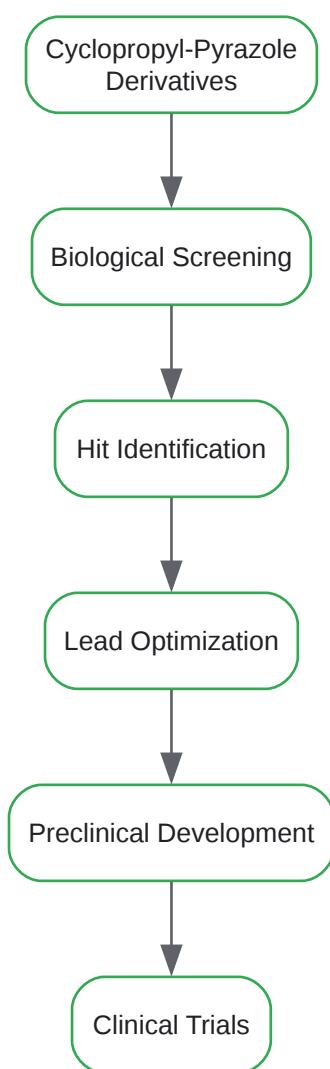 Cyclopropyl-Pyrazole
Derivatives
Biological Screening
Hit Identification
Lead Optimization
Preclinical Development
Clinical Trials